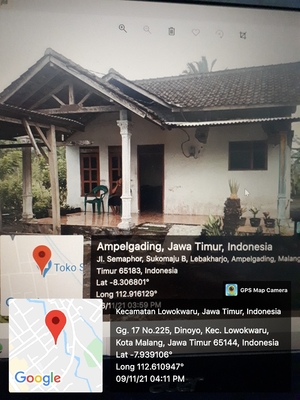 Ampelgading, Jawa Timur, Indonesia
Jl. Semaphor, Sukomaju B, Lebakharjo, Ampelgading, Malang
Timur 65183, Indonesia
Lat -8.306801°
Long 112.916129°
/11/21 03:59 PM
GPS Map Camera
Toko S
Kecamatan Lowokwaru, Jawa Timur, Indonesia
Gg. 17 No.225, Dinoyo, Kec. Lowokwaru,
Kota Malang, Jawa Timur 65144, Indonesia
Lat -7.939106°
Long 112.610947°
09/11/21 04:11 PM
Google